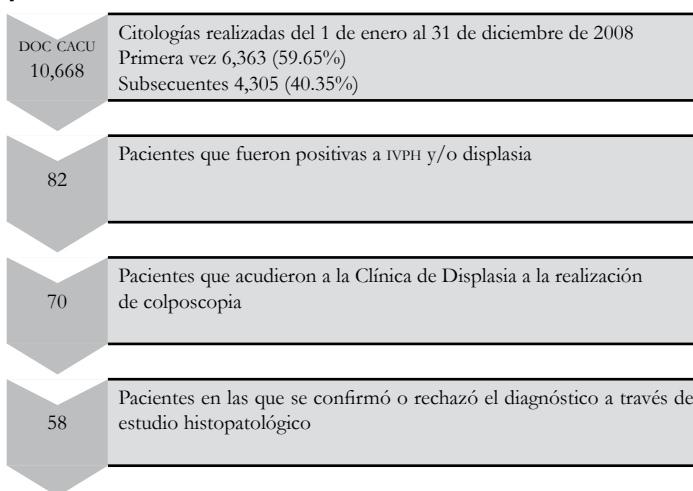 DOC CACU
10,668
Citologías realizadas del 1 de enero al 31 de diciembre de 2008
Primera vez 6,363 (59.65%)
Subsecuentes 4,305 (40.35%)
82
Pacientes que fueron positivas a IVPH y/o displasia
70
Pacientes que acudieron a la Clínica de Displasia a la realización
de colposcopia
58
Pacientes en las que se confirmó o rechazó el diagnóstico a través de
estudio histopatológico